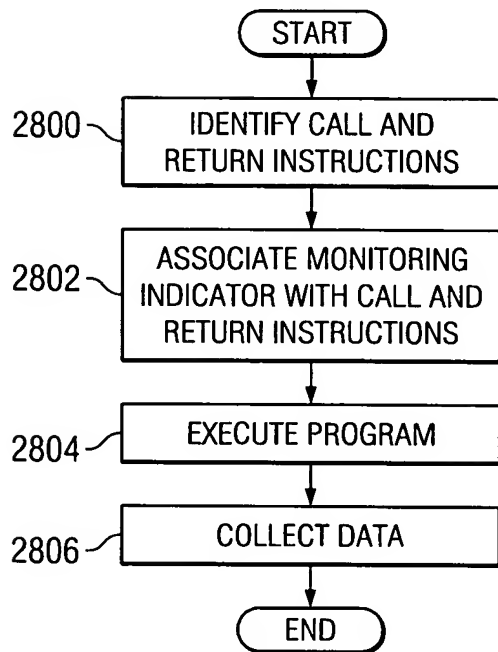 START
2800
IDENTIFY CALL AND
RETURN INSTRUCTIONS
2802
ASSOCIATE MONITORING
INDICATOR WITH CALL AND
RETURN INSTRUCTIONS
2804
EXECUTE PROGRAM
2806
COLLECT DATA
END